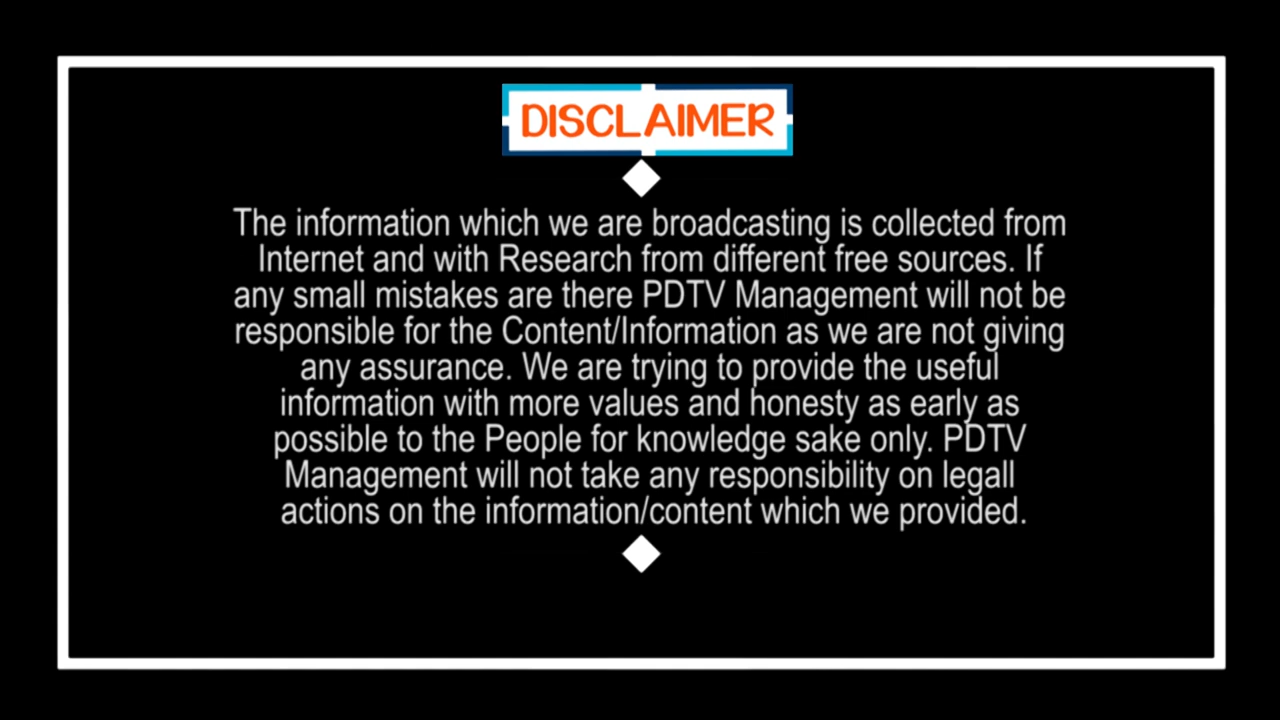 DISCLAIMER
The information which we are broadcasting is collected from
Internet and with Research from different free sources. If
any small mistakes are there PDTV Management will not be
responsible for the Content/Information as we are not giving
any assurance. We are trying to provide the useful
information with more values and honesty as early as
possible to the People for knowledge sake only. PDTV
Management will not take any responsibility on legall
actions on the information/content which we provided.